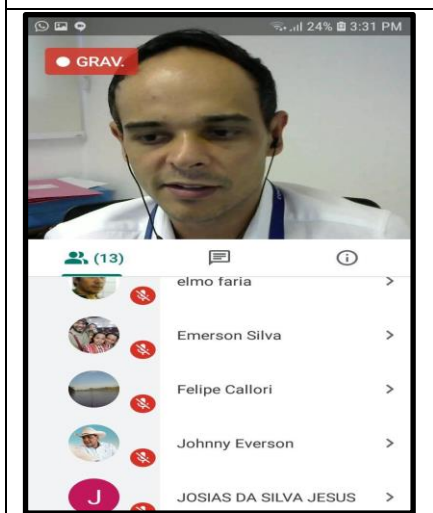 24% 3:31 PM
GRAV.
(13)
elmo faria
Emerson Silva
Felipe Callori
Johnny Everson
J
JOSIAS DA SILVA JESUS